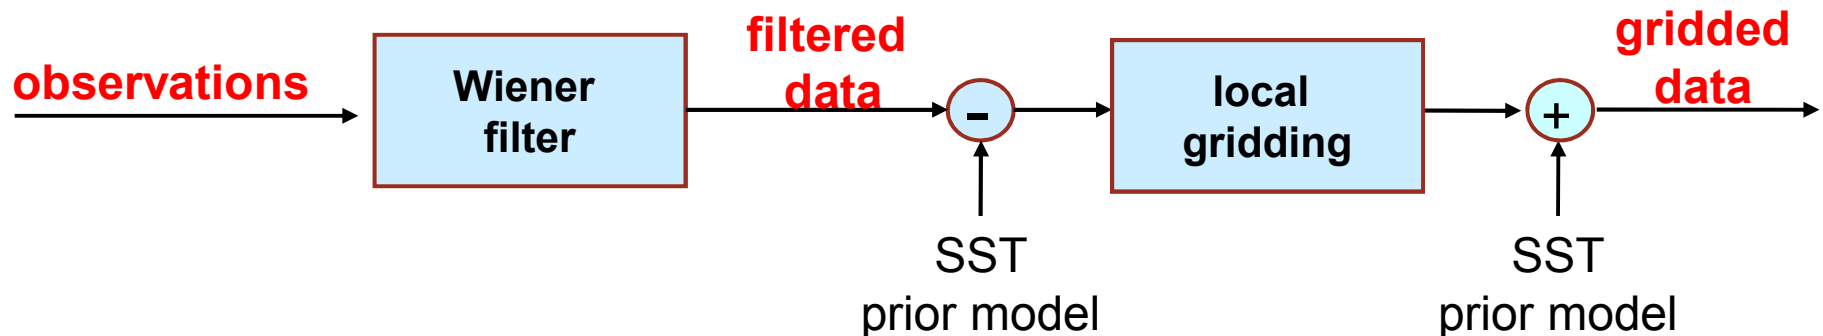 observations
Wiener
filter
filtered
data
-
SST
prior model
local
gridding
+
SST
prior model
gridded
data